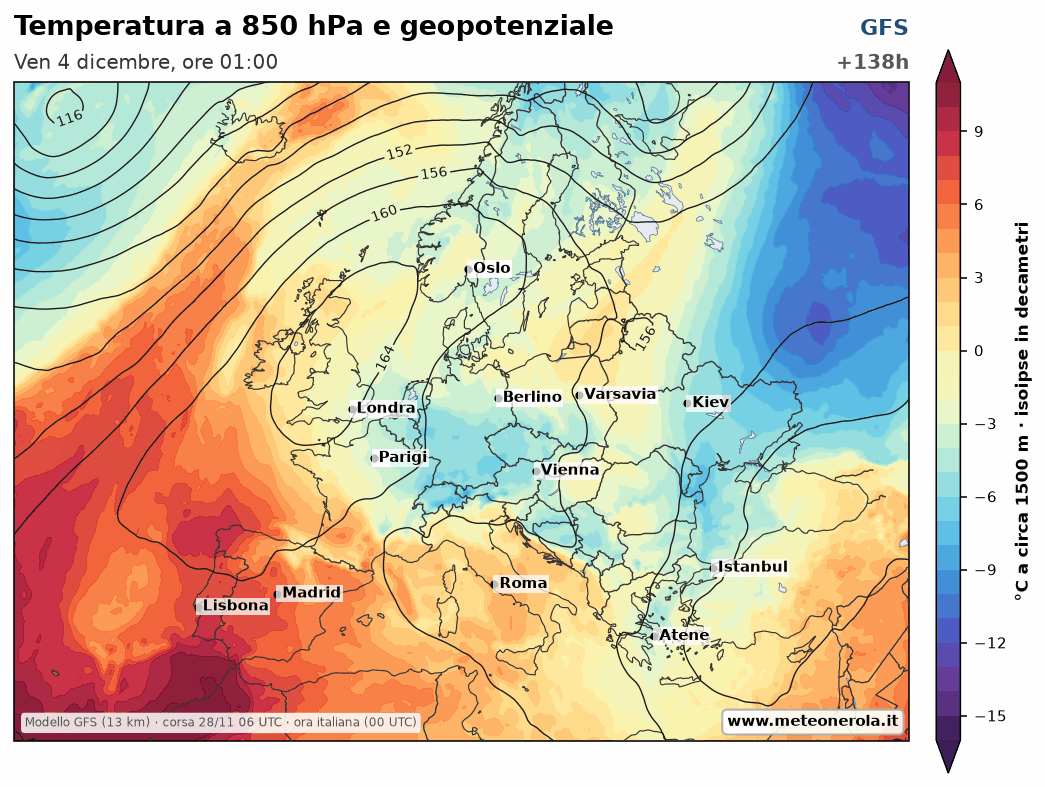 Temperatura a 850 hPa e geopotenziale
GFS
Ven 4 dicembre, ore 01:00
+138h
116
152
156
160
164
156
Oslo
Londra
Berlino
Varsavia
Kiev
Parigi
Vienna
Istanbul
Roma
Madrid
Lisbona
Atene
Modello GFS (13 km) · corsa 28/11 06 UTC · ora italiana (00 UTC)
www.meteonerola.it
9
6
3
0
−3
−6
−9
−12
−15
°C a circa 1500 m · isoipse in decametri